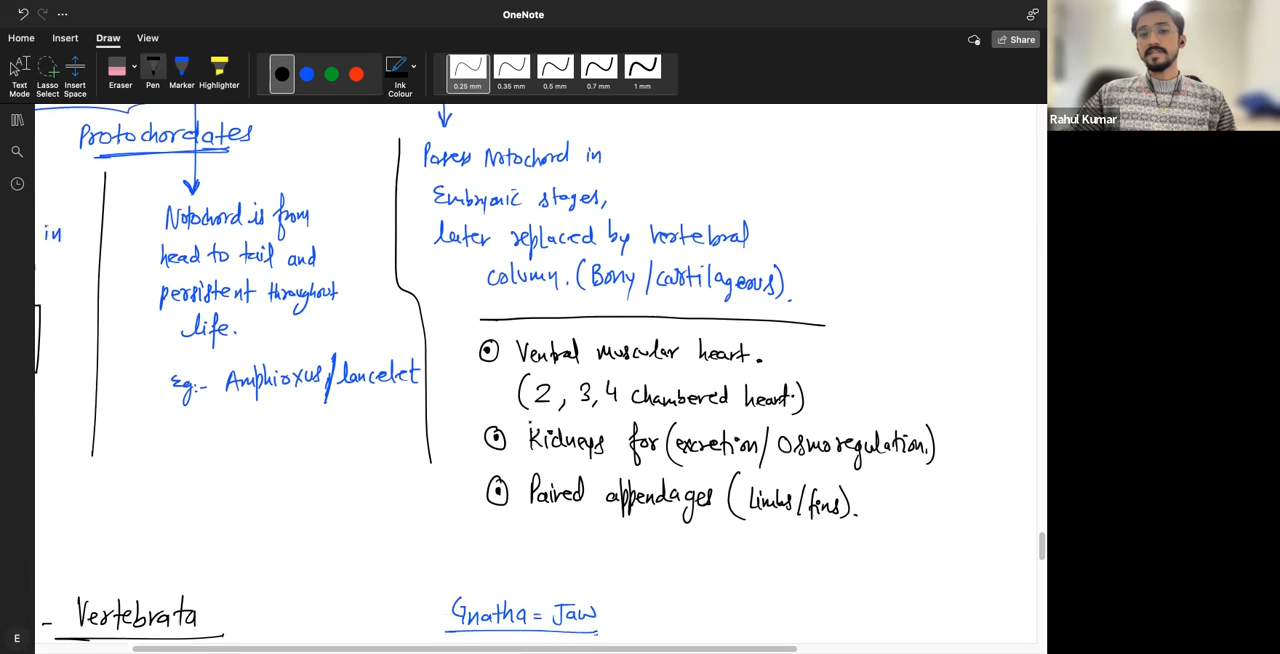 OneNote
Home Insert Draw View
Share
Text Mode
Lasso Select
Insert Space
Eraser
Pen
Marker
Highlighter
Ink Colour
0.25 mm
0.35 mm
0.5 mm
0.7 mm
1 mm
Rahul Kumar
Protochordates
in
Notochord is from
head to tail and
persistent throughout
life.
Eg:- Amphioxus/lancelet
Notochord in
Embryonic stages,
later replaced by vertebral
column. (Bony/cartilageous).
Ventral muscular heart.
(2, 3, 4 chambered heart.)
Kidneys for (excretion/Osmoregulation.)
Paired appendages (Limbs/fins).
- Vertebrata
Gnatha = Jaw
E